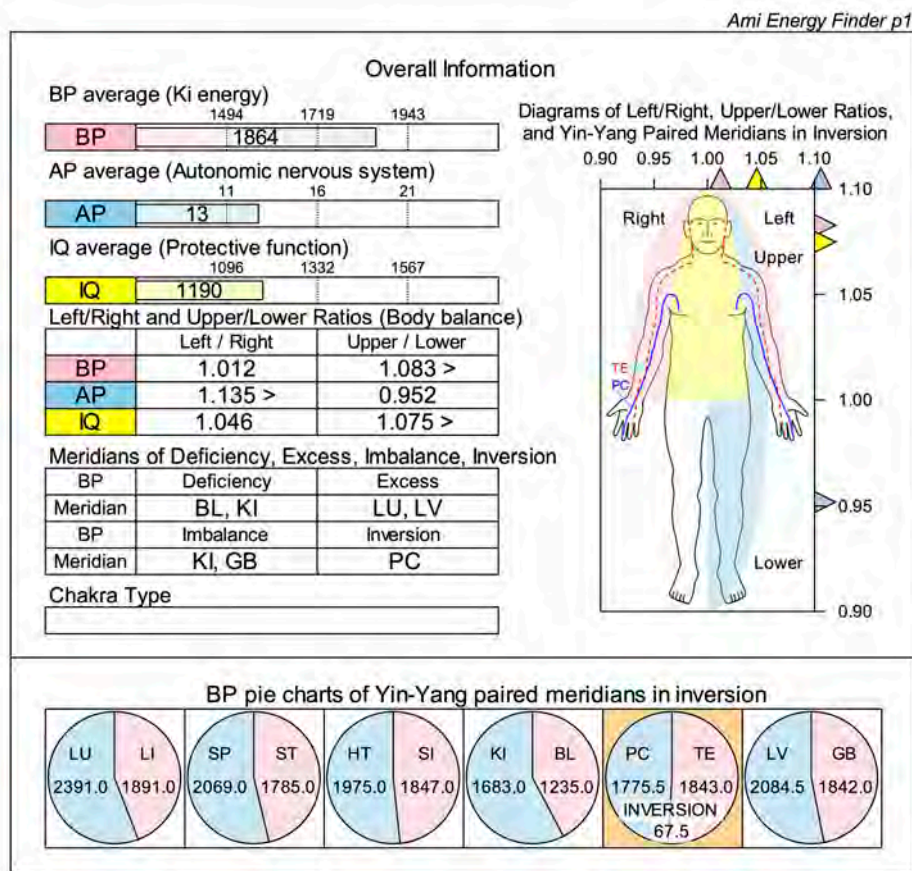 Ami Energy Finder p1
Overall Information
BP average (Ki energy)
1494 1719 1943
BP 1864
AP average (Autonomic nervous system)
11 16 21
AP 13
IQ average (Protective function)
1096 1332 1567
IQ 1190
Left/Right and Upper/Lower Ratios (Body balance)
Left / Right Upper / Lower
BP 1.012 1.083 >
AP 1.135 > 0.952
IQ 1.046 1.075 >
Meridians of Deficiency, Excess, Imbalance, Inversion
BP Deficiency Excess
Meridian BL, KI LU, LV
BP Imbalance Inversion
Meridian KI, GB PC
Chakra Type
Diagrams of Left/Right, Upper/Lower Ratios,
and Yin-Yang Paired Meridians in Inversion
0.90 0.95 1.00 1.05 1.10
1.10
Right Left
Upper
1.05
TE
PC
1.00
0.95
Lower
0.90
BP pie charts of Yin-Yang paired meridians in inversion
LU LI SP ST HT SI KI BL PC TE LV GB
2391.0 1891.0 2069.0 1785.0 1975.0 1847.0 1683.0 1235.0 1775.5 1843.0 2084.5 1842.0
INVERSION
67.5